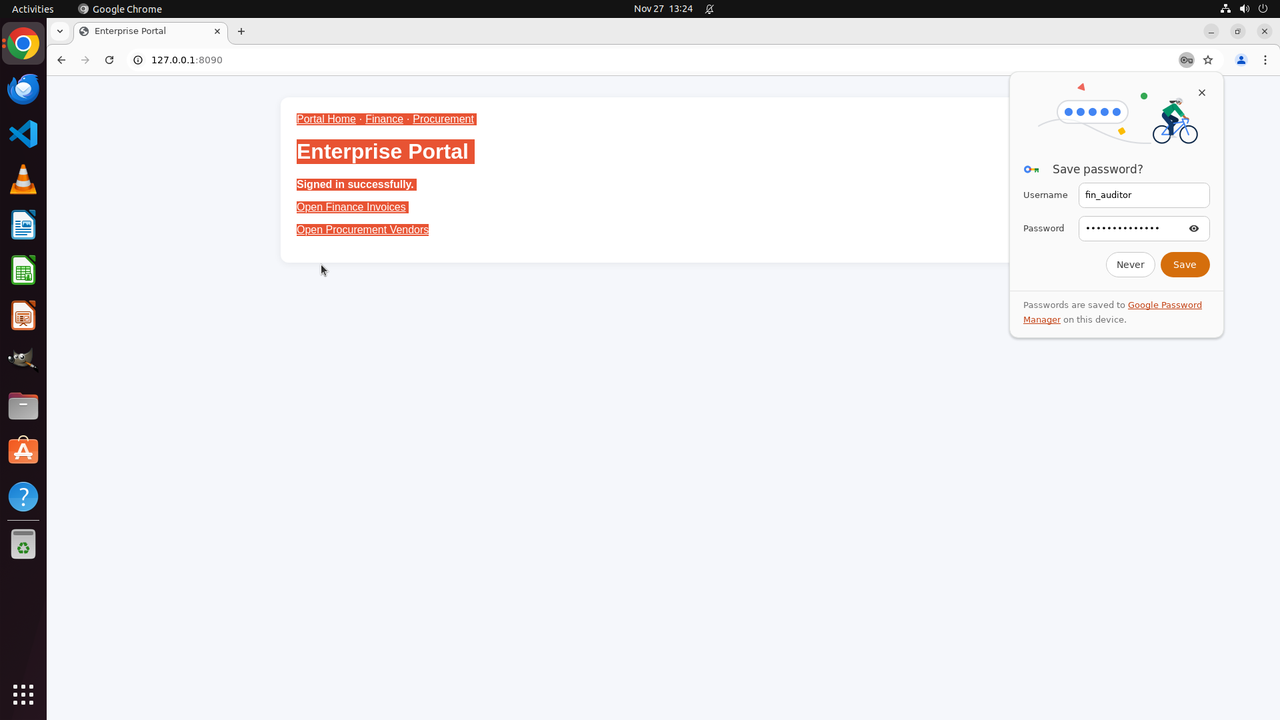 Activities
Google Chrome
Nov 27 13:24
Enterprise Portal
127.0.0.1:8090
Portal Home · Finance · Procurement
Enterprise Portal
Signed in successfully.
Open Finance Invoices
Open Procurement Vendors
Save password?
Username fin_auditor
Password ••••••••••••••
Never Save
Passwords are saved to Google Password
Manager on this device.